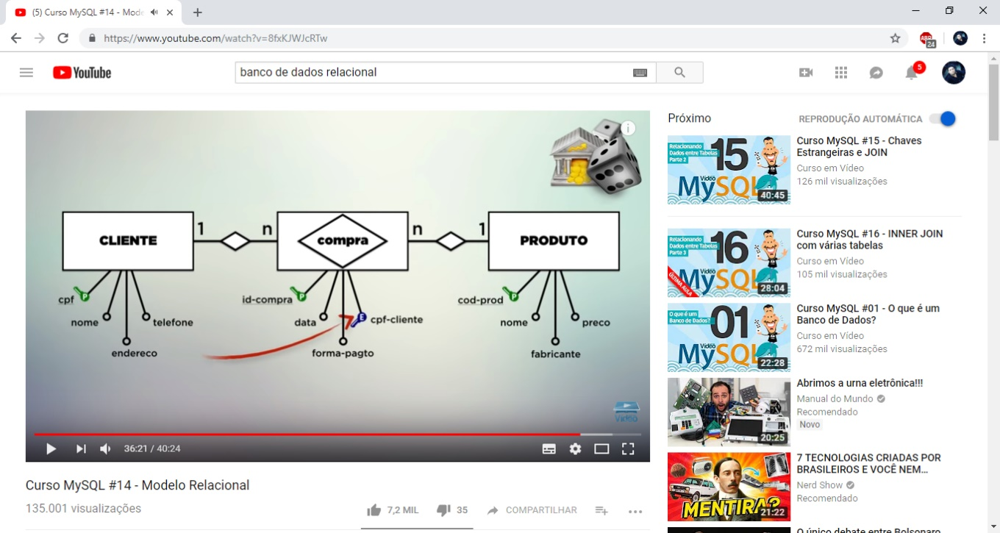 (5) Curso MySQL #14 - Mode
https://www.youtube.com/watch?v=8fxKJWJcRTw
ABP
24
YouTube
banco de dados relacional
5
CLIENTE
1
n
compra
n
1
PRODUTO
cpf
P
nome
telefone
endereco
id-compra
P
data
E
cpf-cliente
forma-pagto
cod-prod
P
nome
preco
fabricante
Vídeo
36:21 / 40:24
Curso MySQL #14 - Modelo Relacional
135.001 visualizações
7,2 MIL
35
COMPARTILHAR
Próximo
REPRODUÇÃO AUTOMÁTICA
Relacionando
Dados entre Tabelas
Parte 2
15
Vídeo
MySQL
40:45
Curso MySQL #15 - Chaves
Estrangeiras e JOIN
Curso em Vídeo
126 mil visualizações
Relacionando
Dados entre Tabelas
Parte 3
16
Vídeo
MySQL
ÚLTIMA AULA
28:04
Curso MySQL #16 - INNER JOIN
com várias tabelas
Curso em Vídeo
105 mil visualizações
O que é um
Banco de Dados?
01
Vídeo
MySQL
22:28
Curso MySQL #01 - O que é um
Banco de Dados?
Curso em Vídeo
672 mil visualizações
20:25
Abrimos a urna eletrônica!!!
Manual do Mundo
Recomendado
Novo
MENTIRA?
21:22
7 TECNOLOGIAS CRIADAS POR
BRASILEIROS E VOCÊ NEM...
Nerd Show
Recomendado
O único debate entre Bolsonaro